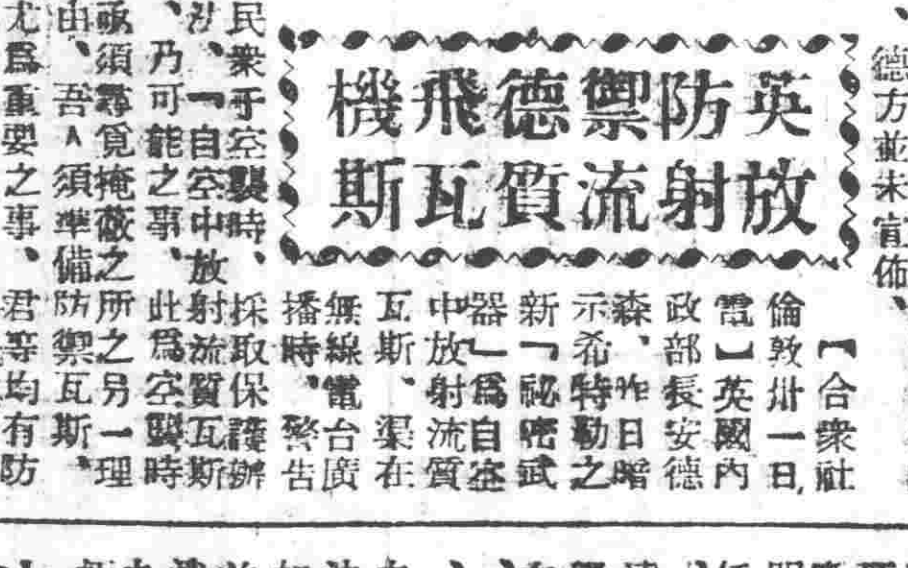 德方並未宣佈、
英防禦德飛機
放射流質瓦斯
【合衆社
倫敦卅一日
電】英國內
政部長安德
森、昨日暗
示希特勒之
新「祕密武
器」爲自空
中放射流質
瓦斯、渠在
無線電台廣
播時、警告
民衆于空襲時、採取保護辦
法、「自空中放射流質瓦斯
、乃可能之事、此爲空襲時
亟須尋覓掩蔽之所之另一理
由、吾人須準備防禦瓦斯、
尤爲重要之事、君等均有防